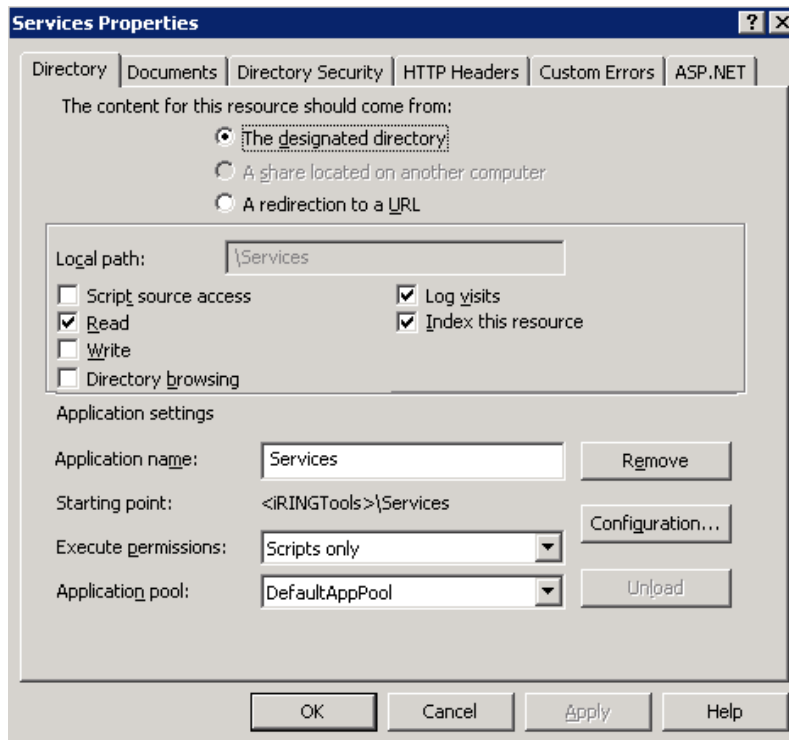 Services Properties
Directory Documents Directory Security HTTP Headers Custom Errors ASP.NET
The content for this resource should come from:
The designated directory
A share located on another computer
A redirection to a URL
Local path: \Services
Script source access Log visits
Read Index this resource
Write
Directory browsing
Application settings
Application name: Services Remove
Starting point: <iRINGTools>\Services
Configuration...
Execute permissions: Scripts only
Application pool: DefaultAppPool Unload
OK Cancel Apply Help